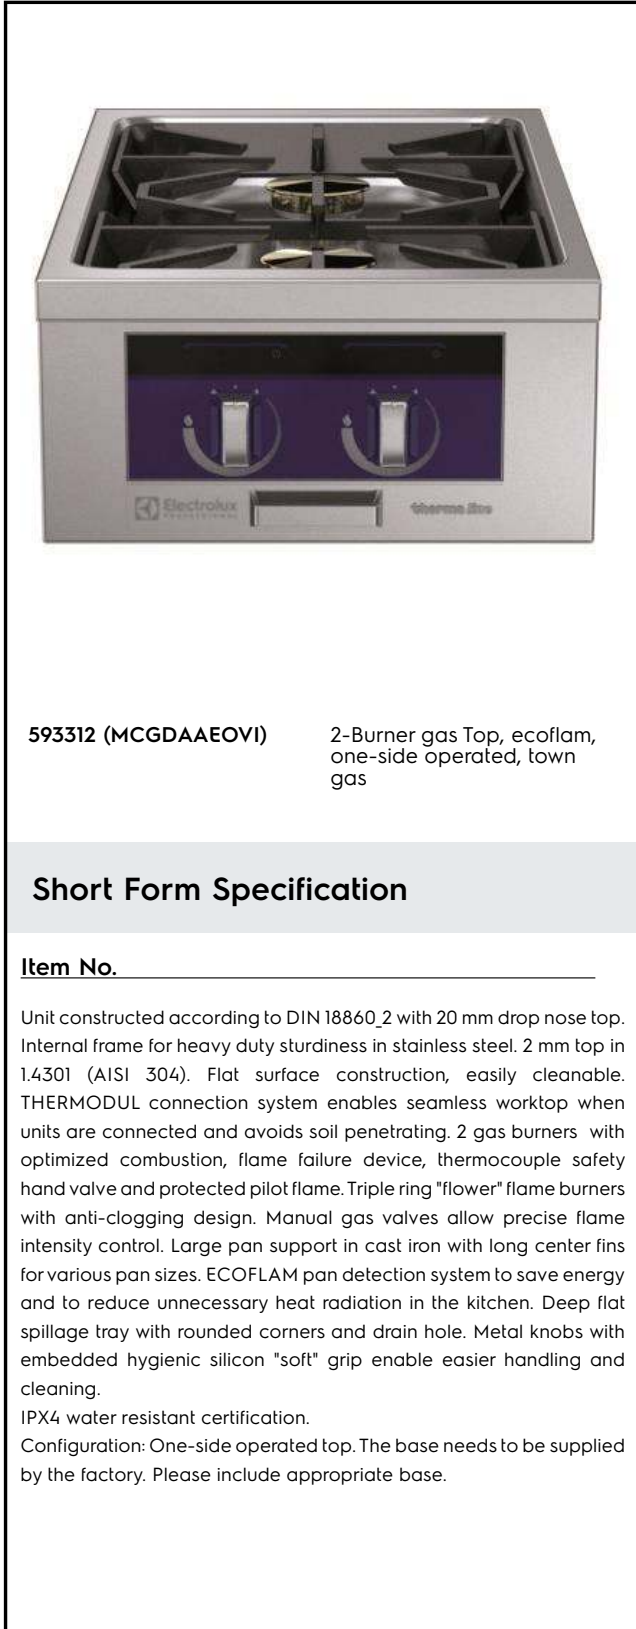 Electrolux
PROFESSIONAL
thermaline
593312 (MCGDAAEOVI)
2-Burner gas Top, ecoflam,
one-side operated, town
gas
Short Form Specification
Item No.
Unit constructed according to DIN 18860_2 with 20 mm drop nose top.
Internal frame for heavy duty sturdiness in stainless steel. 2 mm top in
1.4301 (AISI 304). Flat surface construction, easily cleanable.
THERMODUL connection system enables seamless worktop when
units are connected and avoids soil penetrating. 2 gas burners with
optimized combustion, flame failure device, thermocouple safety
hand valve and protected pilot flame. Triple ring "flower" flame burners
with anti-clogging design. Manual gas valves allow precise flame
intensity control. Large pan support in cast iron with long center fins
for various pan sizes. ECOFLAM pan detection system to save energy
and to reduce unnecessary heat radiation in the kitchen. Deep flat
spillage tray with rounded corners and drain hole. Metal knobs with
embedded hygienic silicon "soft" grip enable easier handling and
cleaning.
IPX4 water resistant certification.
Configuration: One-side operated top. The base needs to be supplied
by the factory. Please include appropriate base.